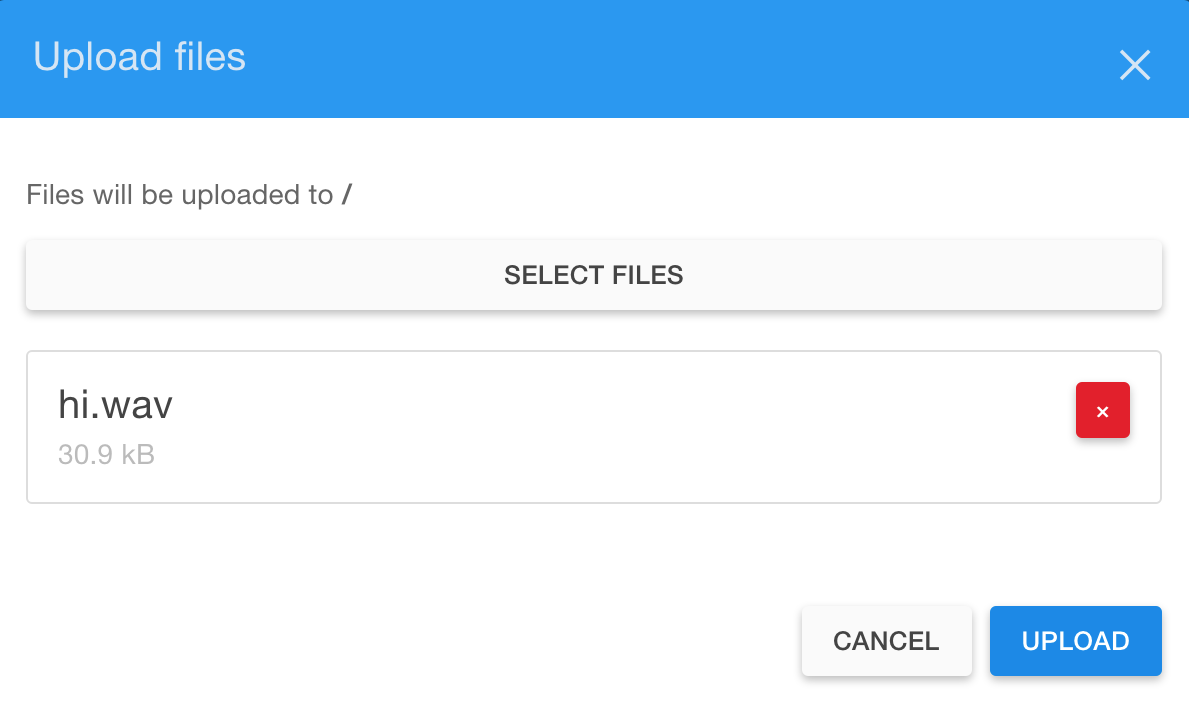 Upload files
Files will be uploaded to /
SELECT FILES
hi.wav
30.9 kB
CANCEL
UPLOAD